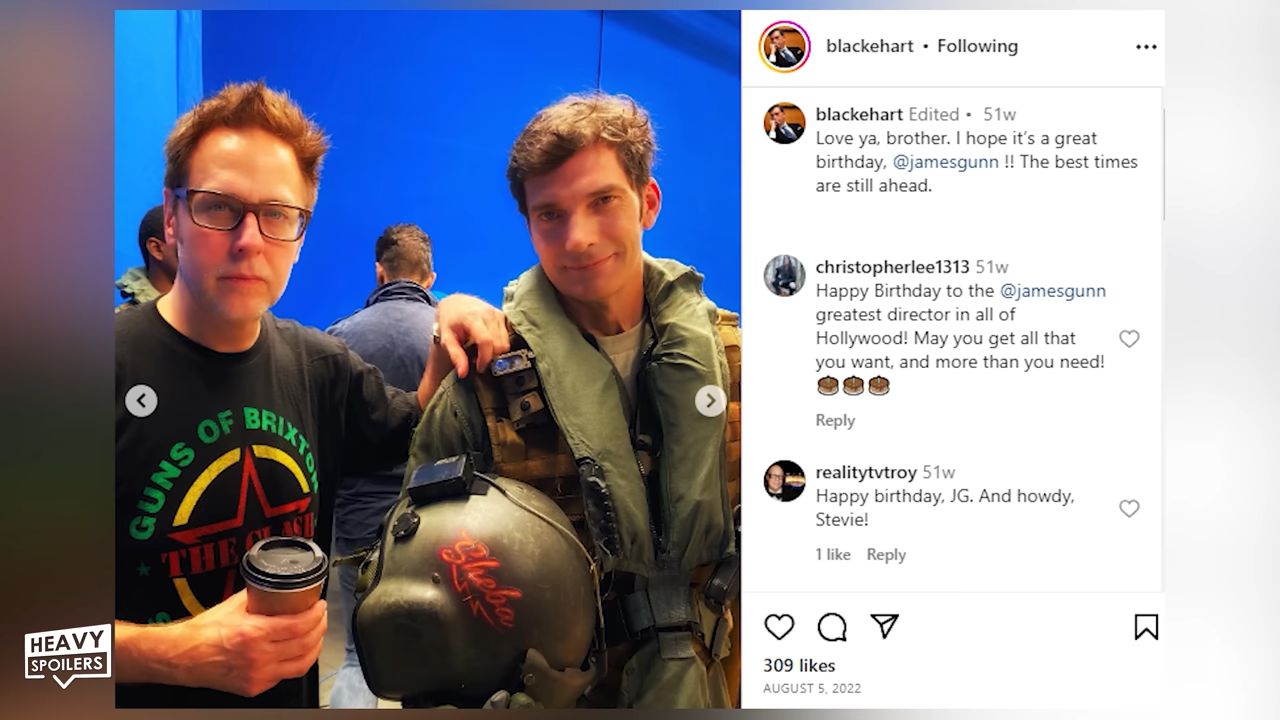 blackehart • Following
blackehart Edited • 51w
Love ya, brother. I hope it's a great
birthday, @jamesgunn !! The best times
are still ahead.
christopherlee1313 51w
Happy Birthday to the @jamesgunn
greatest director in all of
Hollywood! May you get all that
you want, and more than you need!
🎂🎂🎂
Reply
realitytvtroy 51w
Happy birthday, JG. And howdy,
Stevie!
1 like Reply
309 likes
AUGUST 5, 2022
GUNS OF BRIXTON
THE CLASH
Sheba
HEAVY
SPOILERS